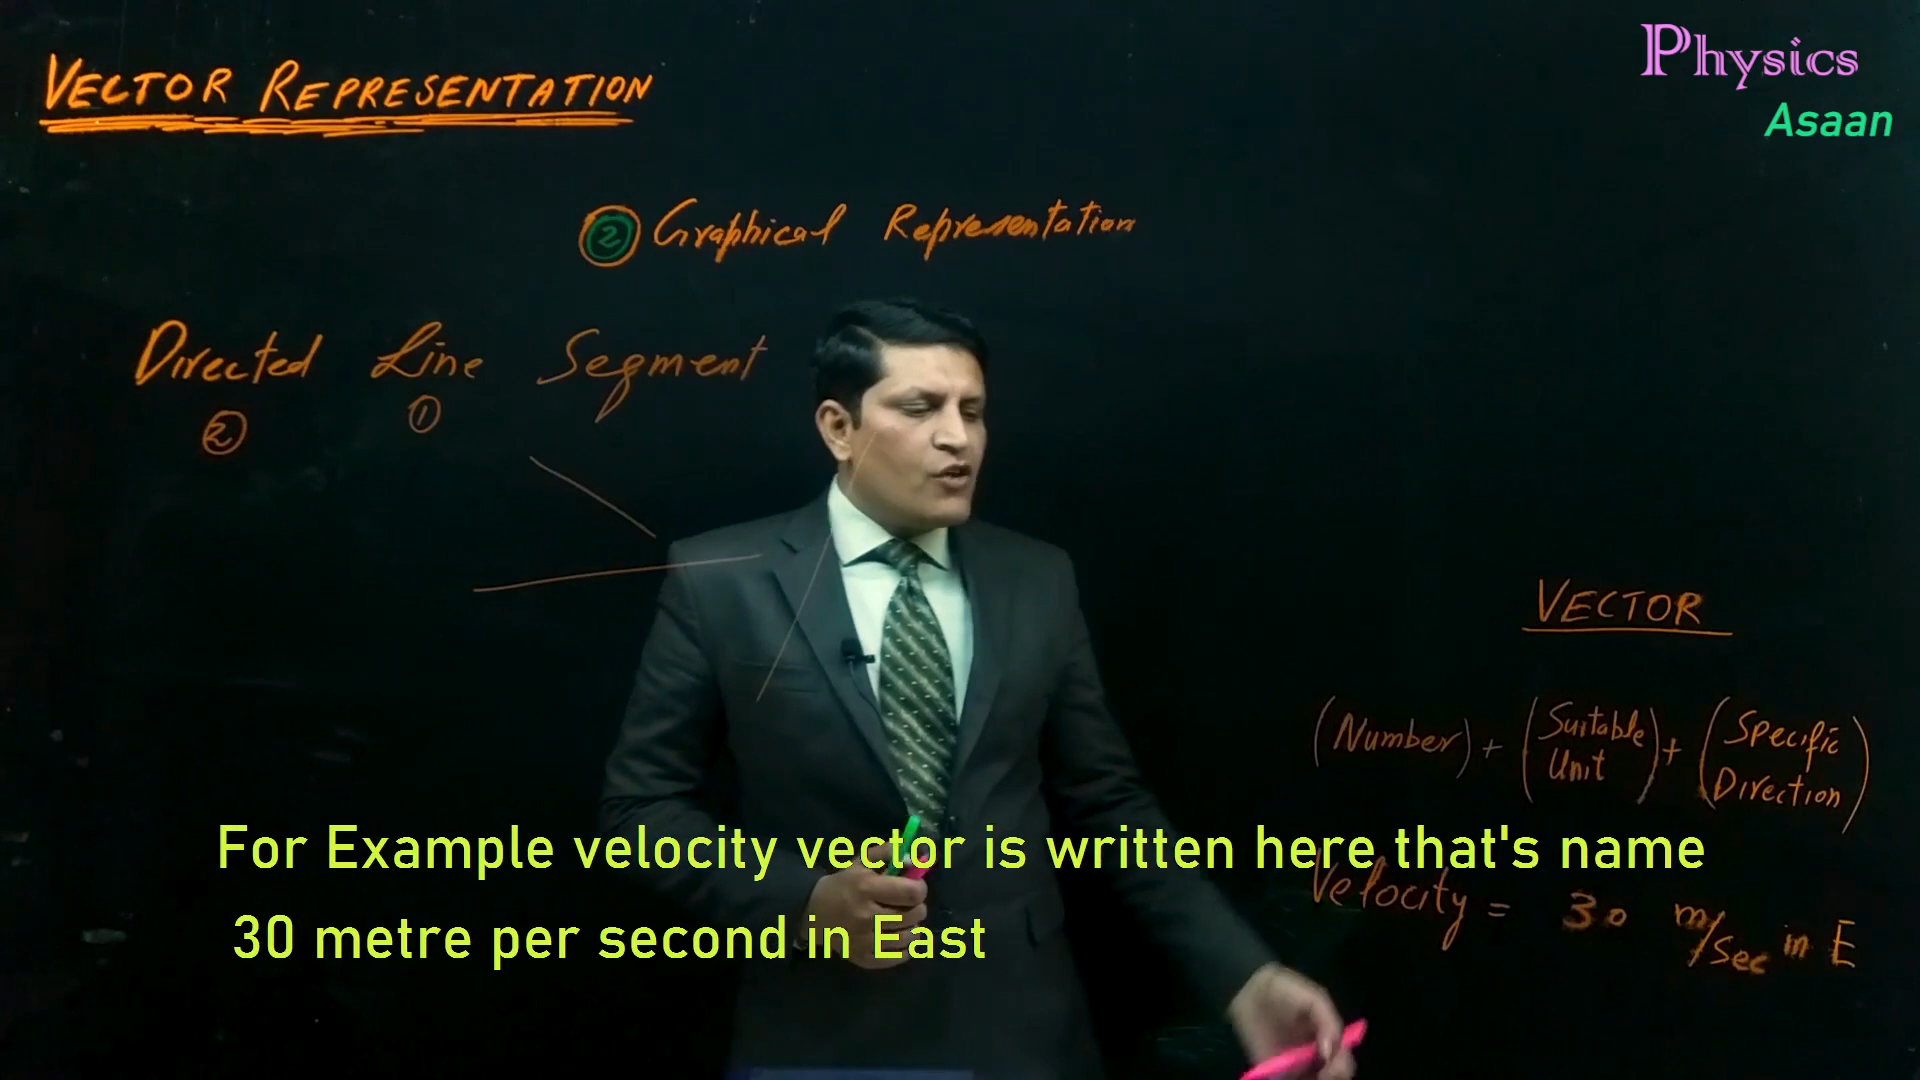 VECTOR REPRESENTATION
Physics
Asaan
2 Graphical Representation
Directed Line Segment
2 1
VECTOR
(Number) + (Suitable Unit) + (Specific Direction)
For Example velocity vector is written here that's name
Velocity = 30 m/sec in E
30 metre per second in East